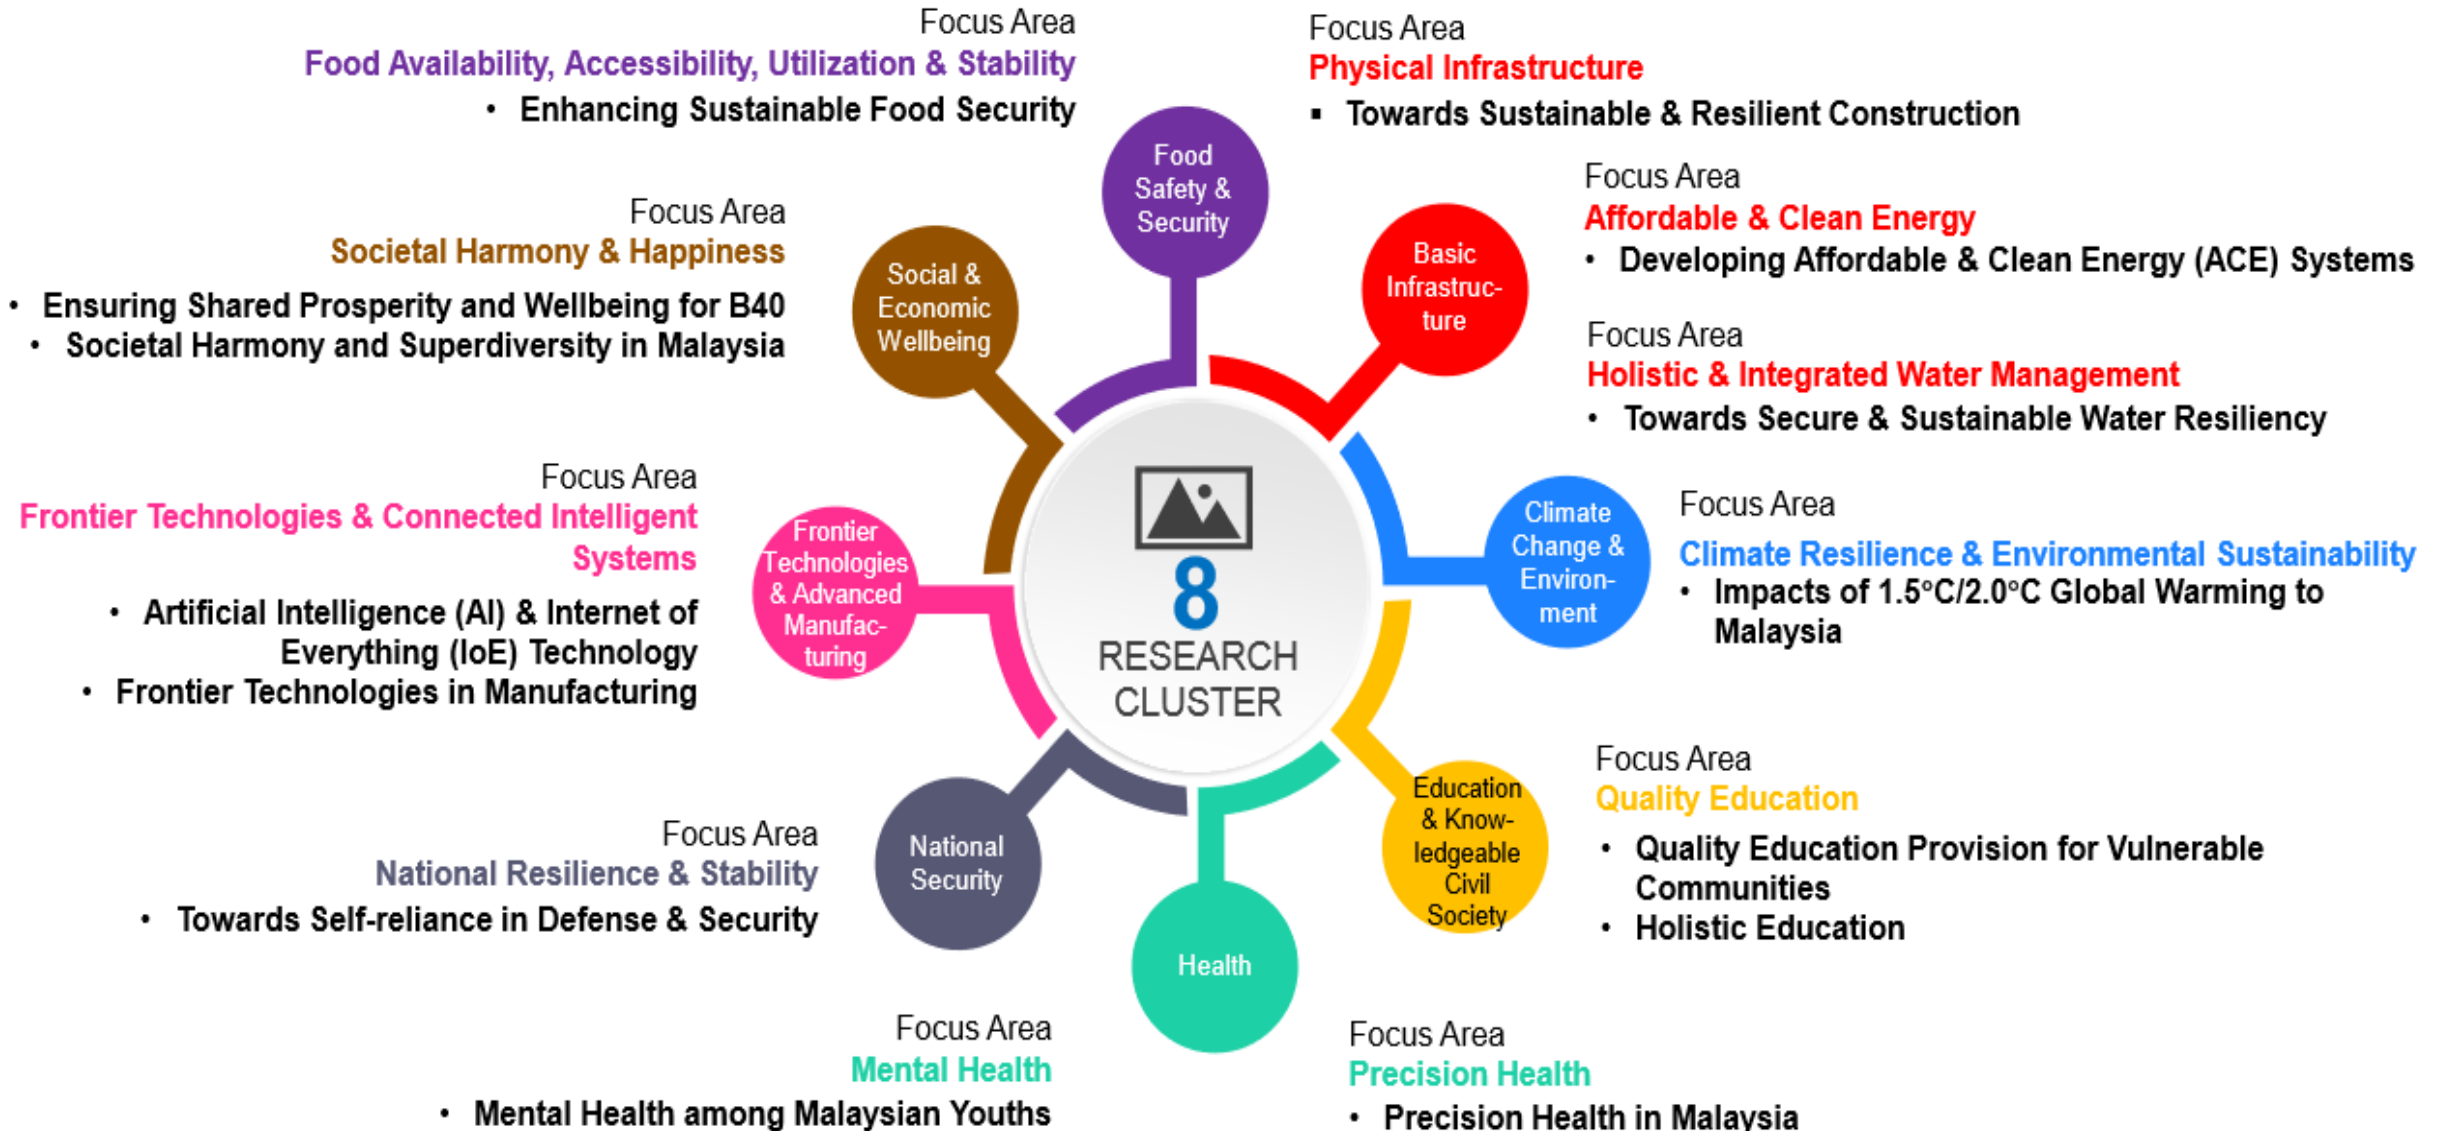 Focus Area
Food Availability, Accessibility, Utilization & Stability
• Enhancing Sustainable Food Security
Focus Area
Physical Infrastructure
▪ Towards Sustainable & Resilient Construction
Food
Safety &
Security
Focus Area
Affordable & Clean Energy
• Developing Affordable & Clean Energy (ACE) Systems
Basic
Infrastruc-
ture
Focus Area
Holistic & Integrated Water Management
• Towards Secure & Sustainable Water Resiliency
Focus Area
Societal Harmony & Happiness
• Ensuring Shared Prosperity and Wellbeing for B40
• Societal Harmony and Superdiversity in Malaysia
Social &
Economic
Wellbeing
Focus Area
Frontier Technologies & Connected Intelligent
Systems
• Artificial Intelligence (AI) & Internet of
Everything (IoE) Technology
• Frontier Technologies in Manufacturing
Frontier
Technologies
& Advanced
Manufac-
turing
8
RESEARCH
CLUSTER
Climate
Change &
Environ-
ment
Focus Area
Climate Resilience & Environmental Sustainability
• Impacts of 1.5°C/2.0°C Global Warming to
Malaysia
Focus Area
National Resilience & Stability
• Towards Self-reliance in Defense & Security
National
Security
Education
& Know-
ledgeable
Civil
Society
Focus Area
Quality Education
• Quality Education Provision for Vulnerable
Communities
• Holistic Education
Health
Focus Area
Mental Health
• Mental Health among Malaysian Youths
Focus Area
Precision Health
• Precision Health in Malaysia